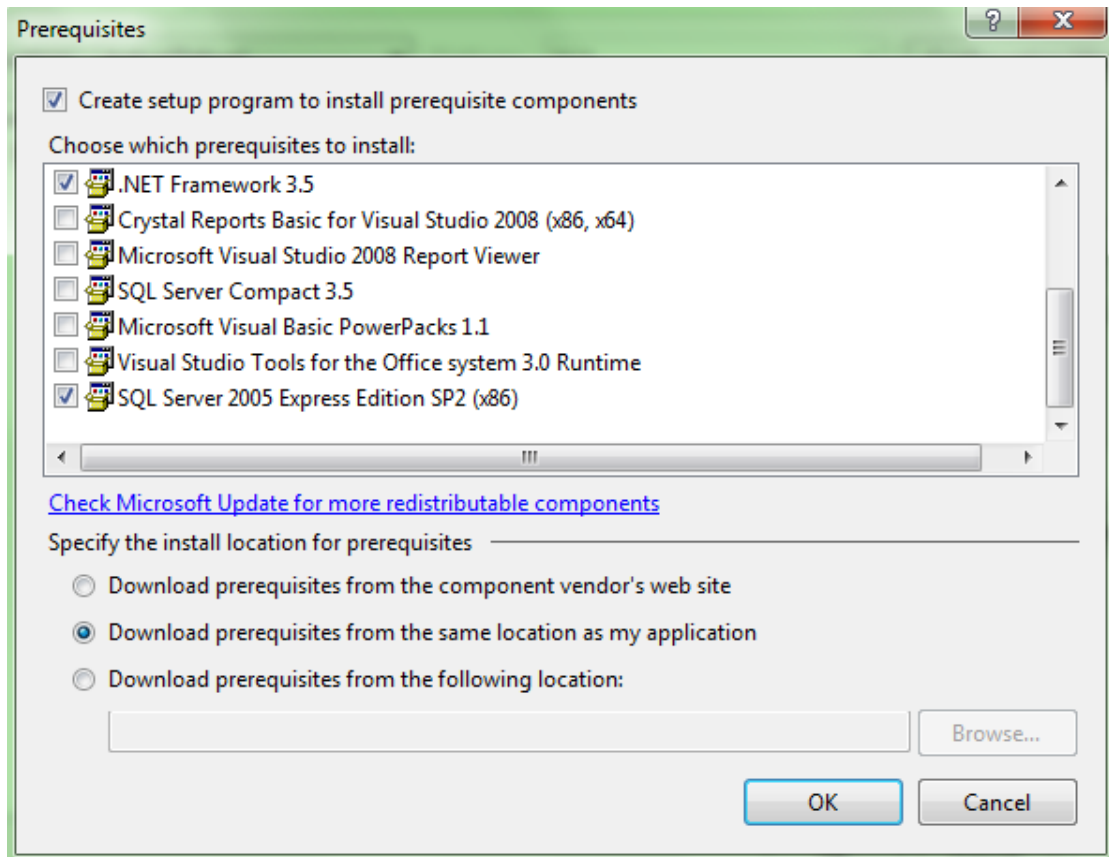 Prerequisites
Create setup program to install prerequisite components
Choose which prerequisites to install:
.NET Framework 3.5
Crystal Reports Basic for Visual Studio 2008 (x86, x64)
Microsoft Visual Studio 2008 Report Viewer
SQL Server Compact 3.5
Microsoft Visual Basic PowerPacks 1.1
Visual Studio Tools for the Office system 3.0 Runtime
SQL Server 2005 Express Edition SP2 (x86)
Check Microsoft Update for more redistributable components
Specify the install location for prerequisites
Download prerequisites from the component vendor's web site
Download prerequisites from the same location as my application
Download prerequisites from the following location:
Browse...
OK Cancel